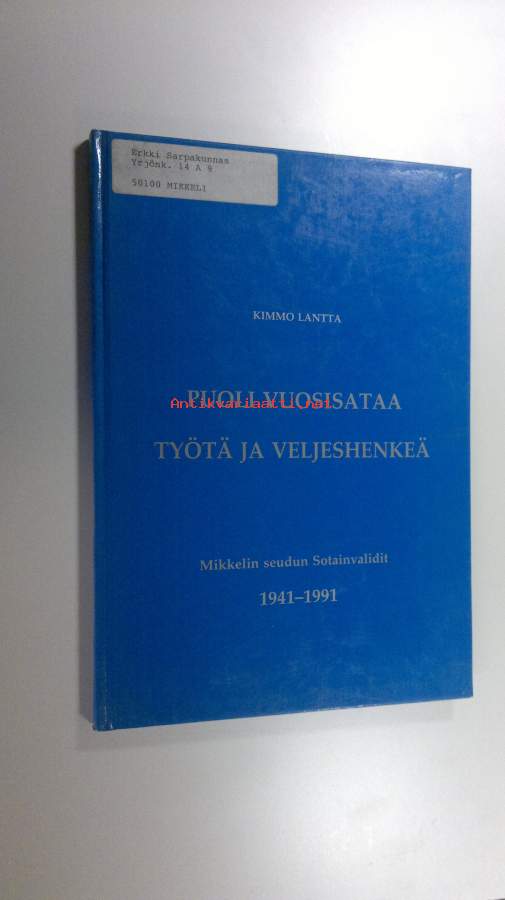 Erkki Sarpakunnas
Yrjönk. 14 A 9
50100 MIKKELI
KIMMO LANTTA
PUOLI VUOSISATAA
Antikvariaatti.net
TYÖTÄ JA VELJESHENKEÄ
Mikkelin seudun Sotainvalidit
1941–1991